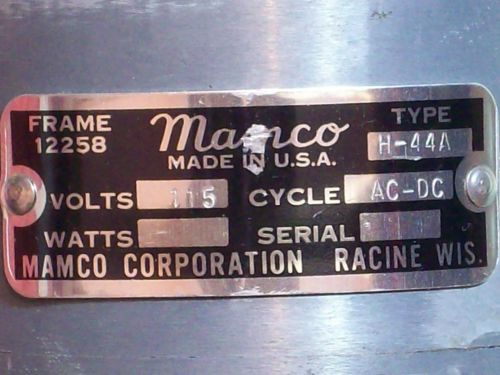 FRAME
12258
Mamco
MADE IN U.S.A.
TYPE
H-44A
VOLTS 115 CYCLE AC-DC
WATTS SERIAL
MAMCO CORPORATION RACINE WIS.